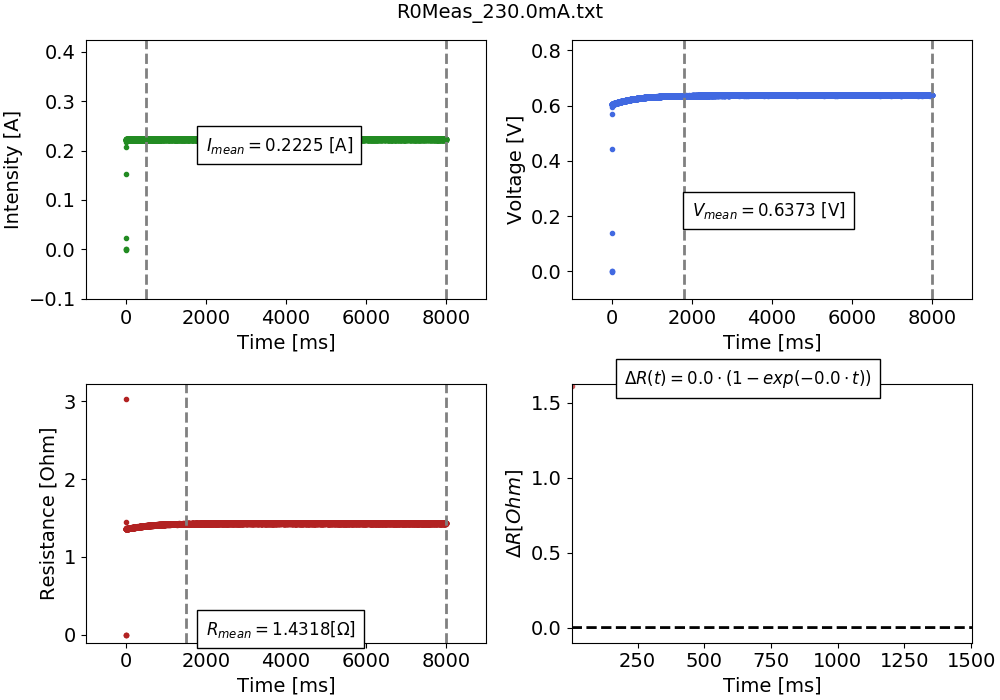 R0Meas_230.0mA.txt
Intensity [A]
0.4
0.3
0.2
0.1
0.0
−0.1
I_mean = 0.2225 [A]
0 2000 4000 6000 8000
Time [ms]
Voltage [V]
0.8
0.6
0.4
0.2
0.0
V_mean = 0.6373 [V]
0 2000 4000 6000 8000
Time [ms]
Resistance [Ohm]
3
2
1
0
R_mean = 1.4318[Ω]
0 2000 4000 6000 8000
Time [ms]
ΔR(t) = 0.0 · (1 − exp(−0.0 · t))
ΔR[Ohm]
1.5
1.0
0.5
0.0
250 500 750 1000 1250 1500
Time [ms]